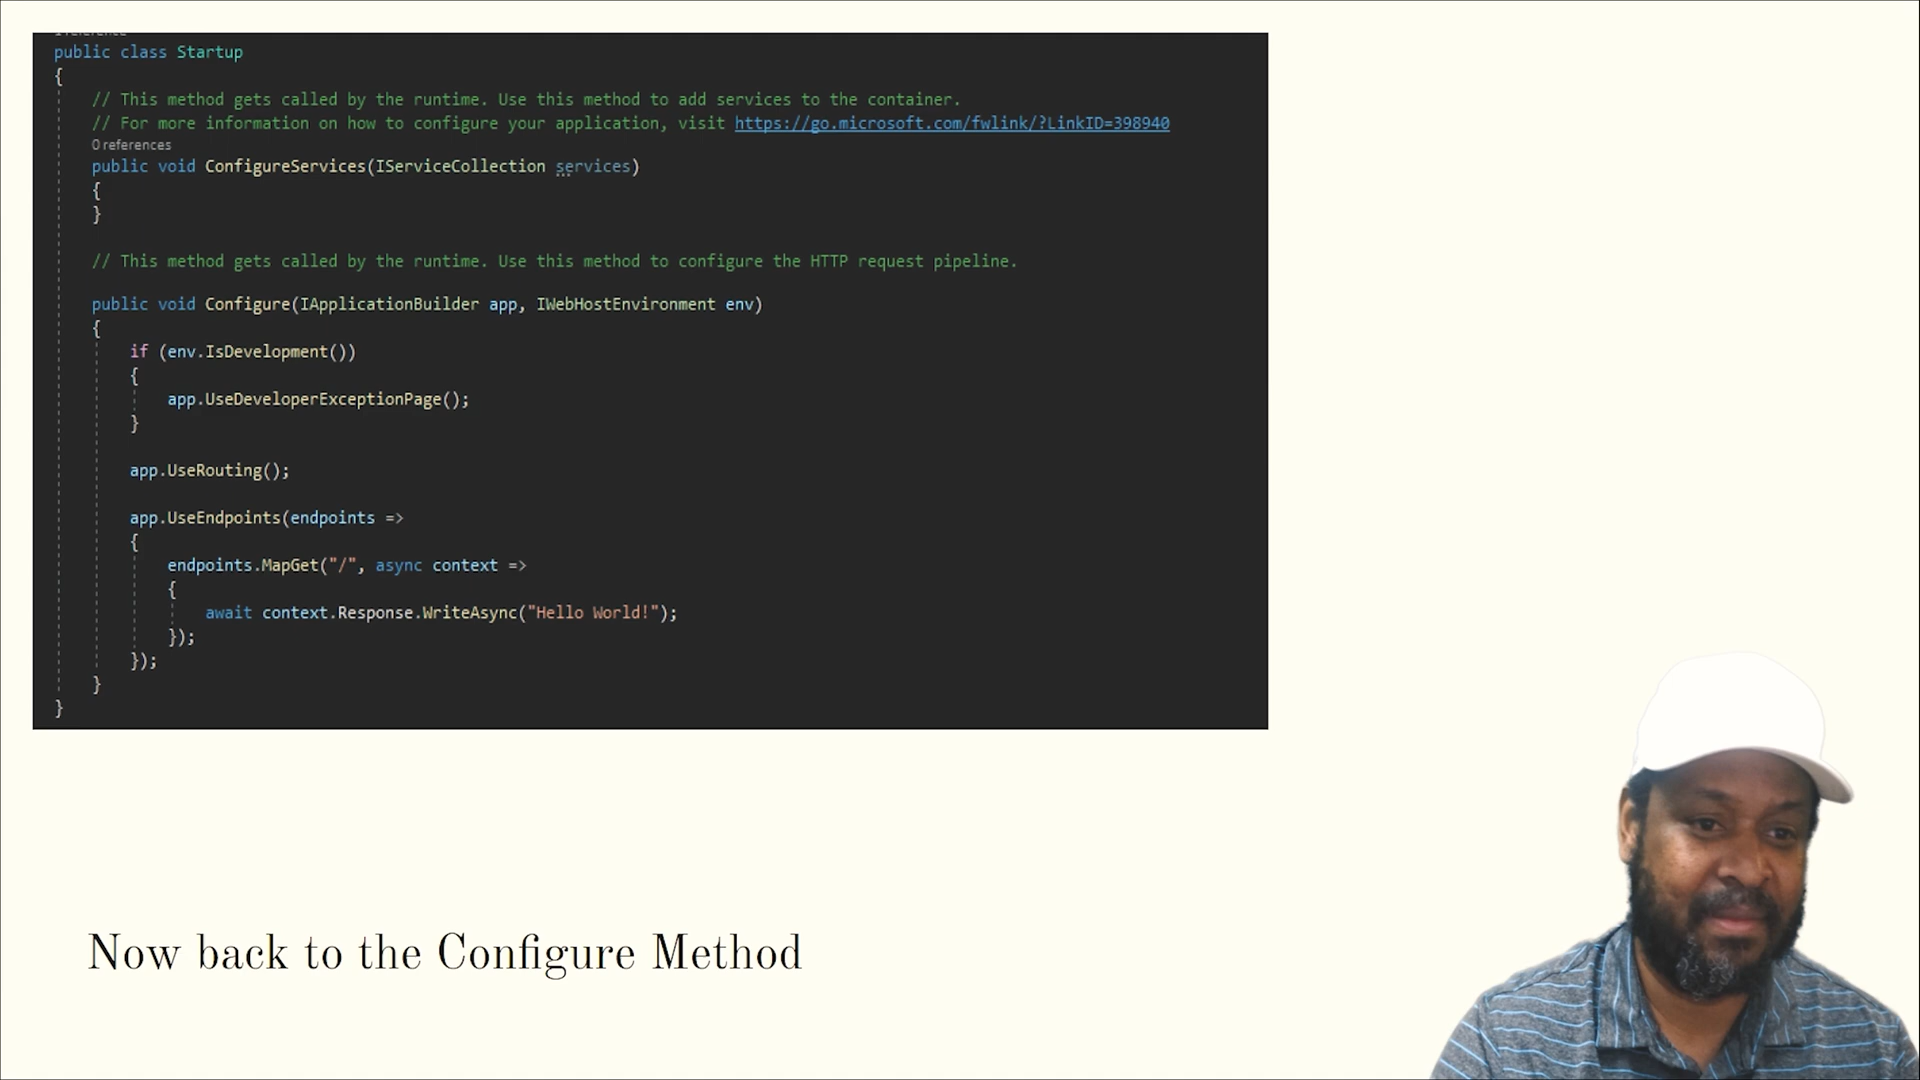 public class Startup
{
// This method gets called by the runtime. Use this method to add services to the container.
// For more information on how to configure your application, visit https://go.microsoft.com/fwlink/?LinkID=398940
0 references
public void ConfigureServices(IServiceCollection services)
{
}
// This method gets called by the runtime. Use this method to configure the HTTP request pipeline.
public void Configure(IApplicationBuilder app, IWebHostEnvironment env)
{
if (env.IsDevelopment())
{
app.UseDeveloperExceptionPage();
}
app.UseRouting();
app.UseEndpoints(endpoints =>
{
endpoints.MapGet("/", async context =>
{
await context.Response.WriteAsync("Hello World!");
});
});
}
}
Now back to the Configure Method